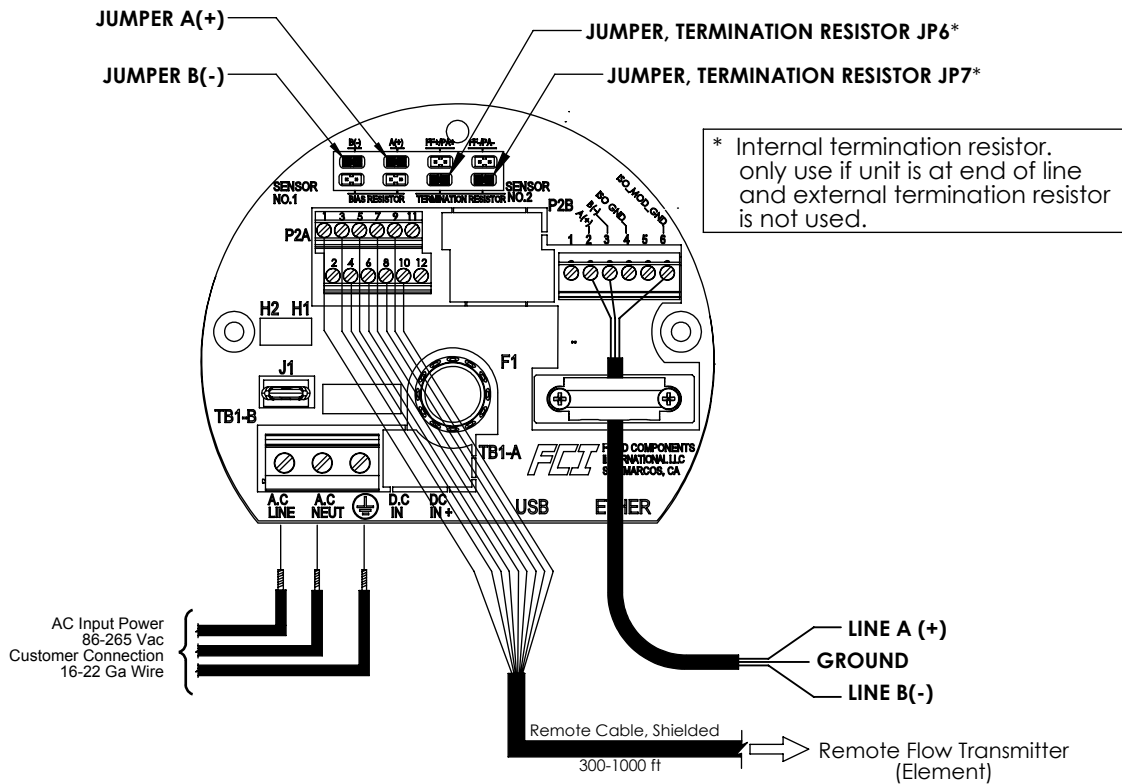 JUMPER A(+)
JUMPER, TERMINATION RESISTOR JP6*
JUMPER B(-)
JUMPER, TERMINATION RESISTOR JP7*
* Internal termination resistor.
only use if unit is at end of line
and external termination resistor
is not used.
B(-) A(+)
SENSOR
NO.1
BIAS RESISTOR TERMINATION RESISTOR
SENSOR
NO.2
P2B
A(+)
B(-)
ISO GND
ISO_MOD_GND
P2A
1 3 5 7 9 11
2 4 6 8 10 12
1 2 3 4 5 6
H2 H1
F1
J1
TB1-B
TB1-A
FCI
COMPONENTS
INTERNATIONAL LLC
MARCOS, CA
A.C
LINE
A.C
NEUT
D.C
IN
DC
IN +
USB
AC Input Power
86-265 Vac
Customer Connection
16-22 Ga Wire
LINE A (+)
GROUND
LINE B(-)
Remote Cable, Shielded
300-1000 ft
Remote Flow Transmitter
(Element)